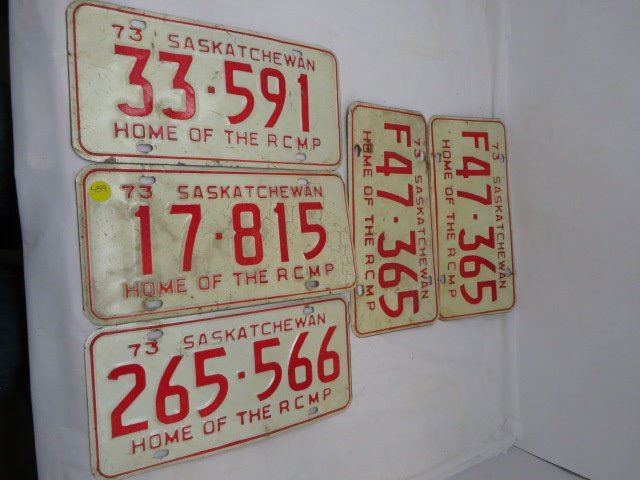 73 SASKATCHEWAN
33·591
HOME OF THE RCMP
459
73 SASKATCHEWAN
17·815
HOME OF THE RCMP
73 SASKATCHEWAN
265·566
HOME OF THE RCMP
73 SASKATCHEWAN
F47·365
HOME OF THE RCMP
73 SASKATCHEWAN
F47·365
HOME OF THE RCMP